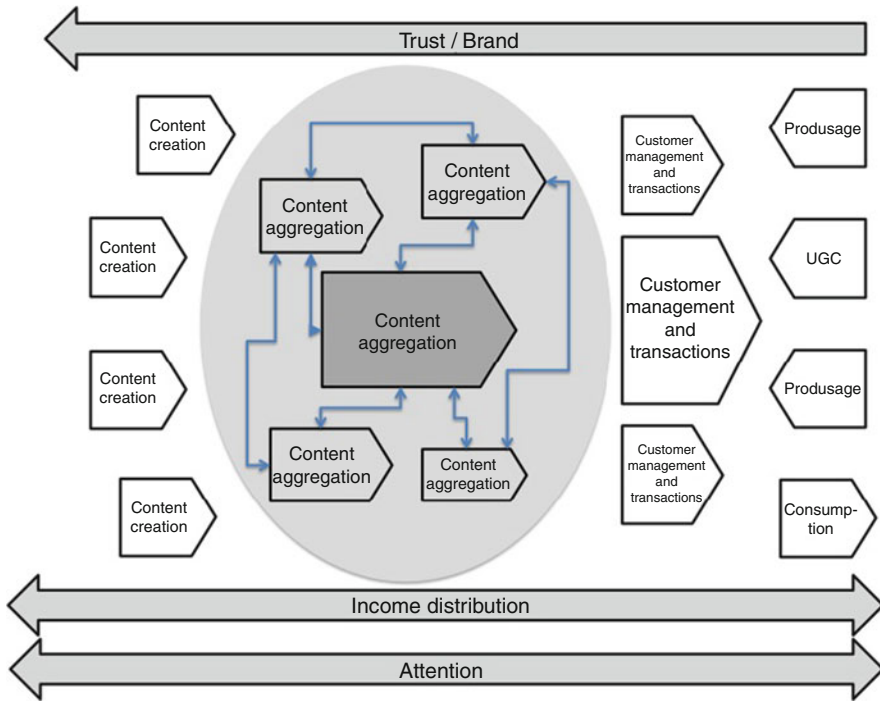 Trust / Brand
Content
creation
Content
creation
Content
creation
Content
creation
Content
aggregation
Content
aggregation
Content
aggregation
Content
aggregation
Content
aggregation
Customer
management
and
transactions
Customer
management
and
transactions
Customer
management
and
transactions
Produsage
UGC
Produsage
Consump-
tion
Income distribution
Attention